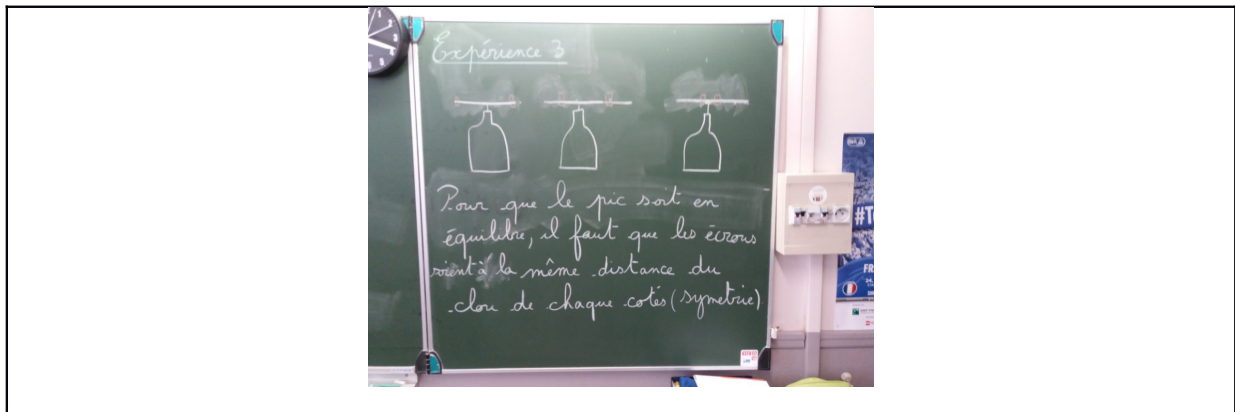 Expérience 3
Pour que le pic soit en
équilibre, il faut que les écrous
soient à la même distance du
clou de chaque cotés (symetrie)
#T
FR